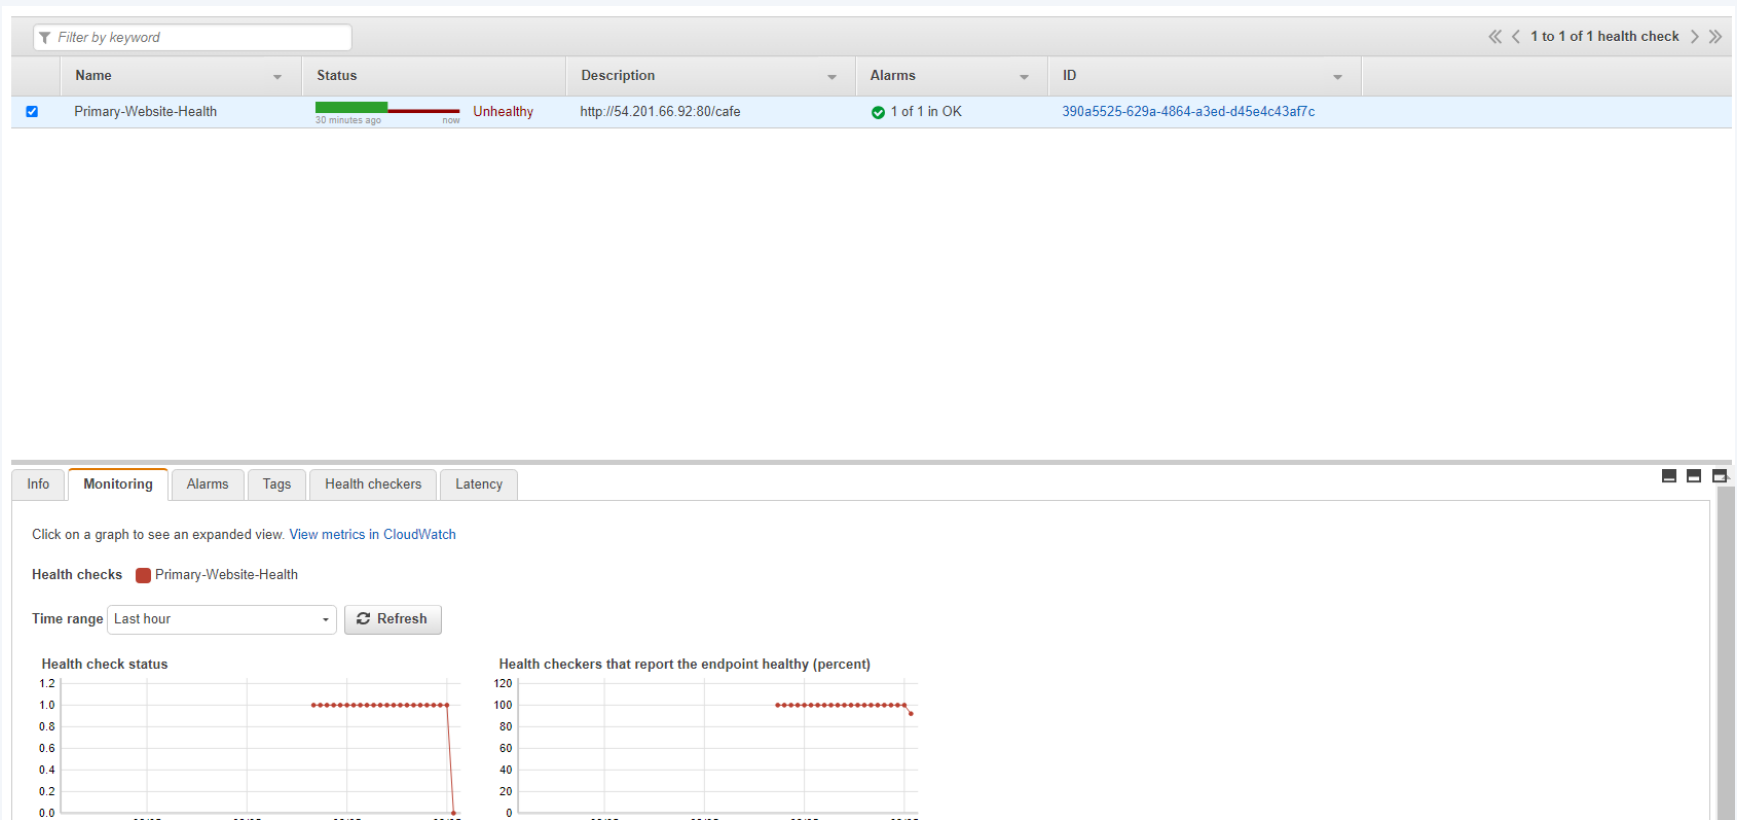 Filter by keyword
1 to 1 of 1 health check
Name Status Description Alarms ID
Primary-Website-Health 30 minutes ago now Unhealthy http://54.201.66.92:80/cafe 1 of 1 in OK 390a5525-629a-4864-a3ed-d45e4c43af7c
Info Monitoring Alarms Tags Health checkers Latency
Click on a graph to see an expanded view. View metrics in CloudWatch
Health checks Primary-Website-Health
Time range Last hour Refresh
Health check status
1.2
1.0
0.8
0.6
0.4
0.2
0.0
Health checkers that report the endpoint healthy (percent)
120
100
80
60
40
20
0